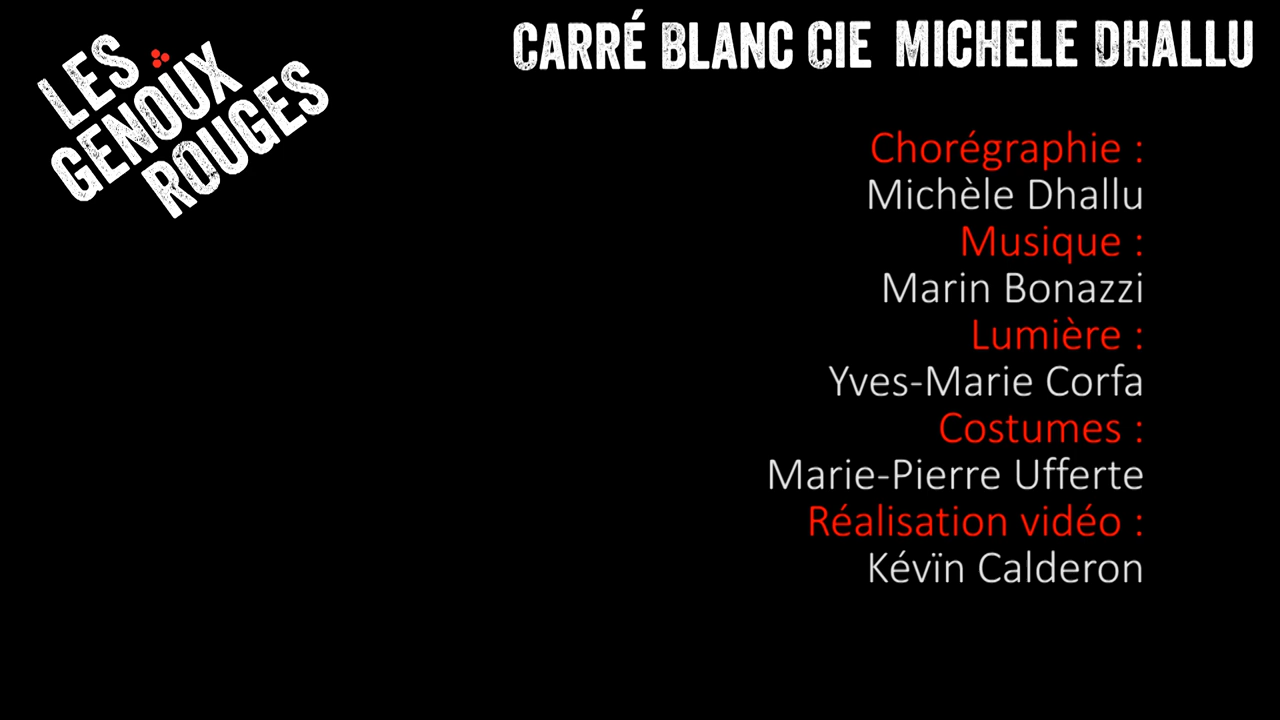 LES
GENOUX
ROUGES
CARRÉ BLANC CIE MICHELE DHALLU
Chorégraphie :
Michèle Dhallu
Musique :
Marin Bonazzi
Lumière :
Yves-Marie Corfa
Costumes :
Marie-Pierre Ufferte
Réalisation vidéo :
Kévïn Calderon